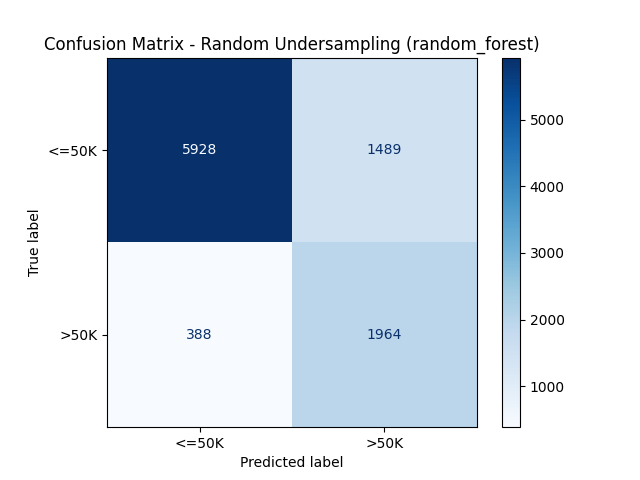 Confusion Matrix - Random Undersampling (random_forest)
<=50K
5928
1489
>50K
388
1964
<=50K
>50K
Predicted label
True label
5000
4000
3000
2000
1000